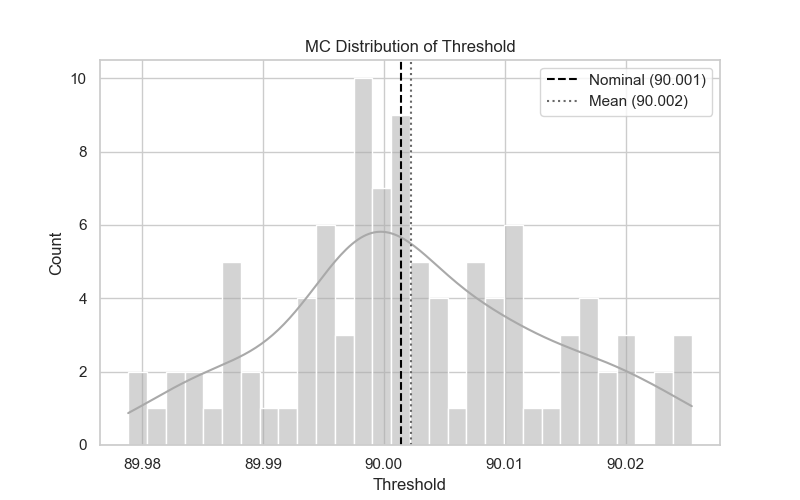 MC Distribution of Threshold
Nominal (90.001)
Mean (90.002)
Count
10
8
6
4
2
0
89.98 89.99 90.00 90.01 90.02
Threshold